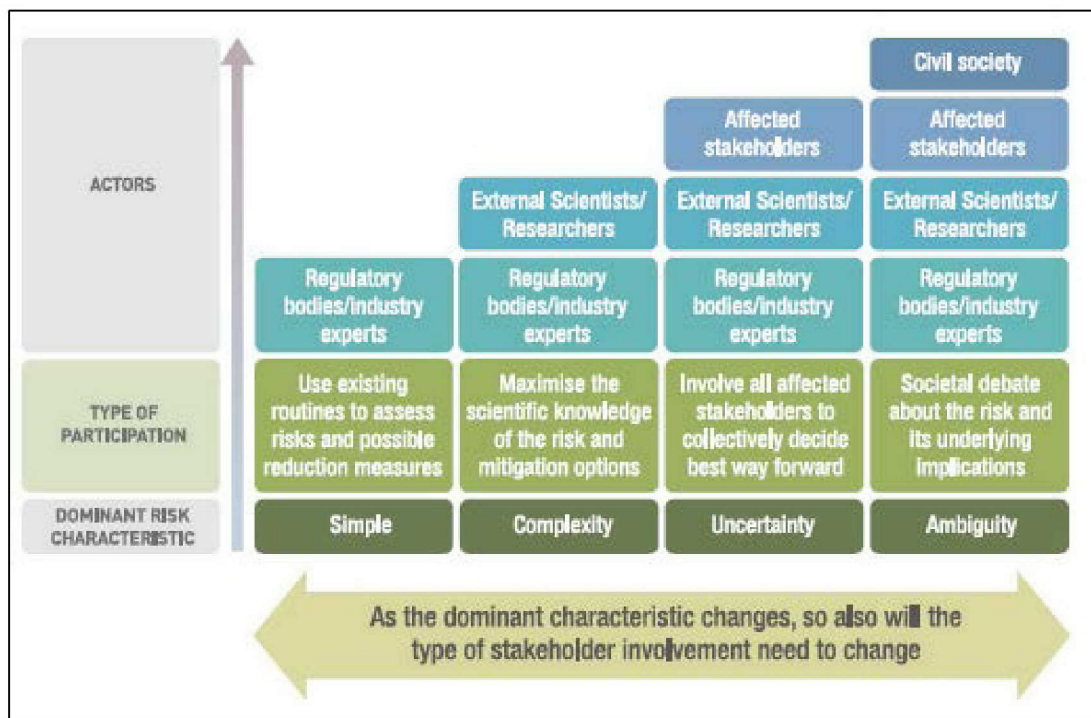 Civil society
Affected
stakeholders
Affected
stakeholders
ACTORS
External Scientists/
Researchers
External Scientists/
Researchers
External Scientists/
Researchers
Regulatory
bodies/industry
experts
Regulatory
bodies/industry
experts
Regulatory
bodies/industry
experts
Regulatory
bodies/industry
experts
TYPE OF
PARTICIPATION
Use existing
routines to assess
risks and possible
reduction measures
Maximise the
scientific knowledge
of the risk and
mitigation options
Involve all affected
stakeholders to
collectively decide
best way forward
Societal debate
about the risk and
its underlying
implications
DOMINANT RISK
CHARACTERISTIC
Simple
Complexity
Uncertainty
Ambiguity
As the dominant characteristic changes, so also will the
type of stakeholder involvement need to change